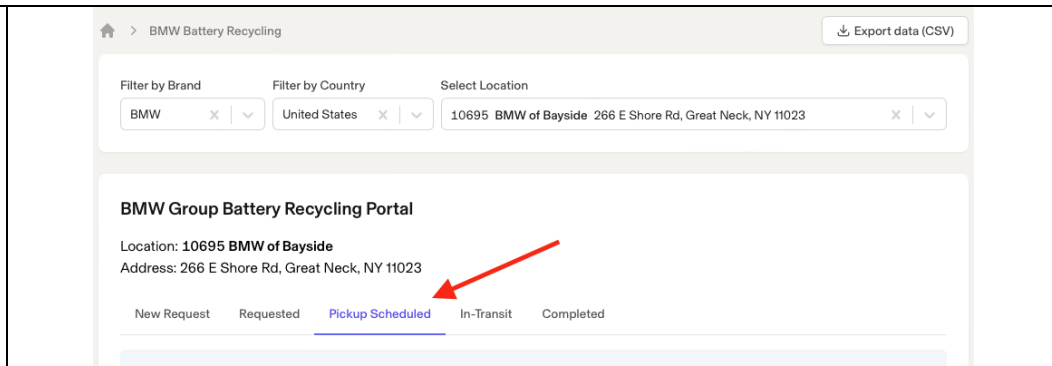 BMW Battery Recycling
Export data (CSV)
Filter by Brand Filter by Country Select Location
BMW United States 10695 BMW of Bayside 266 E Shore Rd, Great Neck, NY 11023
BMW Group Battery Recycling Portal
Location: 10695 BMW of Bayside
Address: 266 E Shore Rd, Great Neck, NY 11023
New Request Requested Pickup Scheduled In-Transit Completed